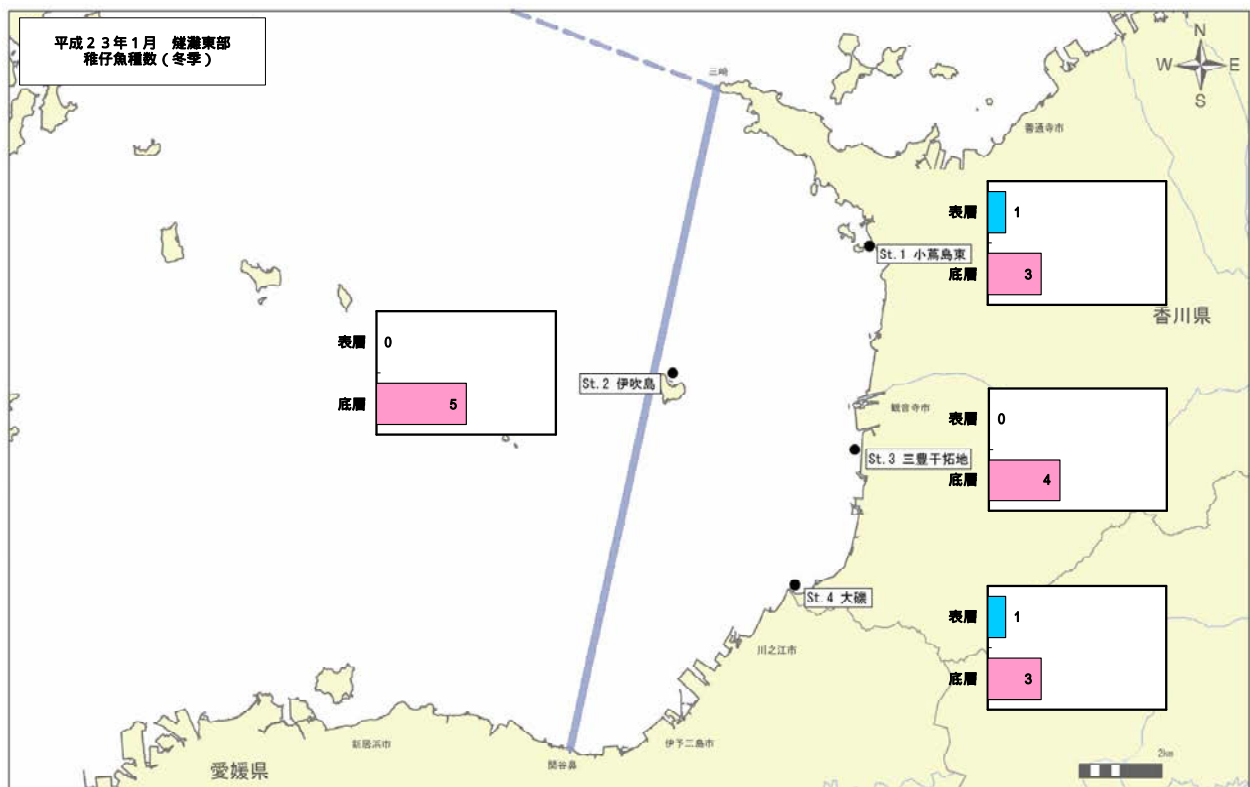 平成23年1月　燧灘東部
稚仔魚種数(冬季)
三崎
N
W E
S
善通寺市
表層 1
底層 3
St.1 小蔦島東
香川県
表層 0
底層 5
St.2 伊吹島
観音寺市
表層 0
底層 4
St.3 三豊干拓地
St.4 大磯
表層 1
底層 3
川之江市
伊予三島市
新居浜市
関谷鼻
愛媛県
2km